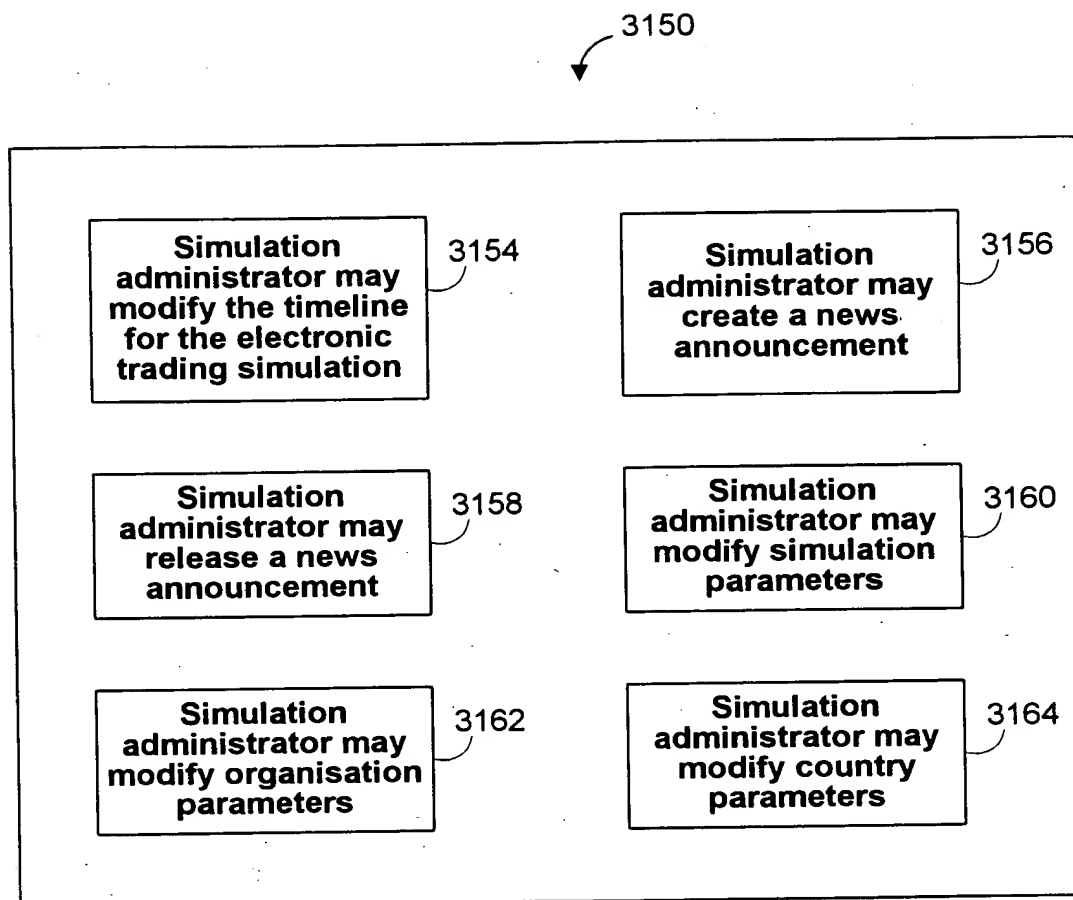 3150
Simulation
administrator may
modify the timeline
for the electronic
trading simulation
3154
Simulation
administrator may
create a news
announcement
3156
Simulation
administrator may
release a news
announcement
3158
Simulation
administrator may
modify simulation
parameters
3160
Simulation
administrator may
modify organisation
parameters
3162
Simulation
administrator may
modify country
parameters
3164